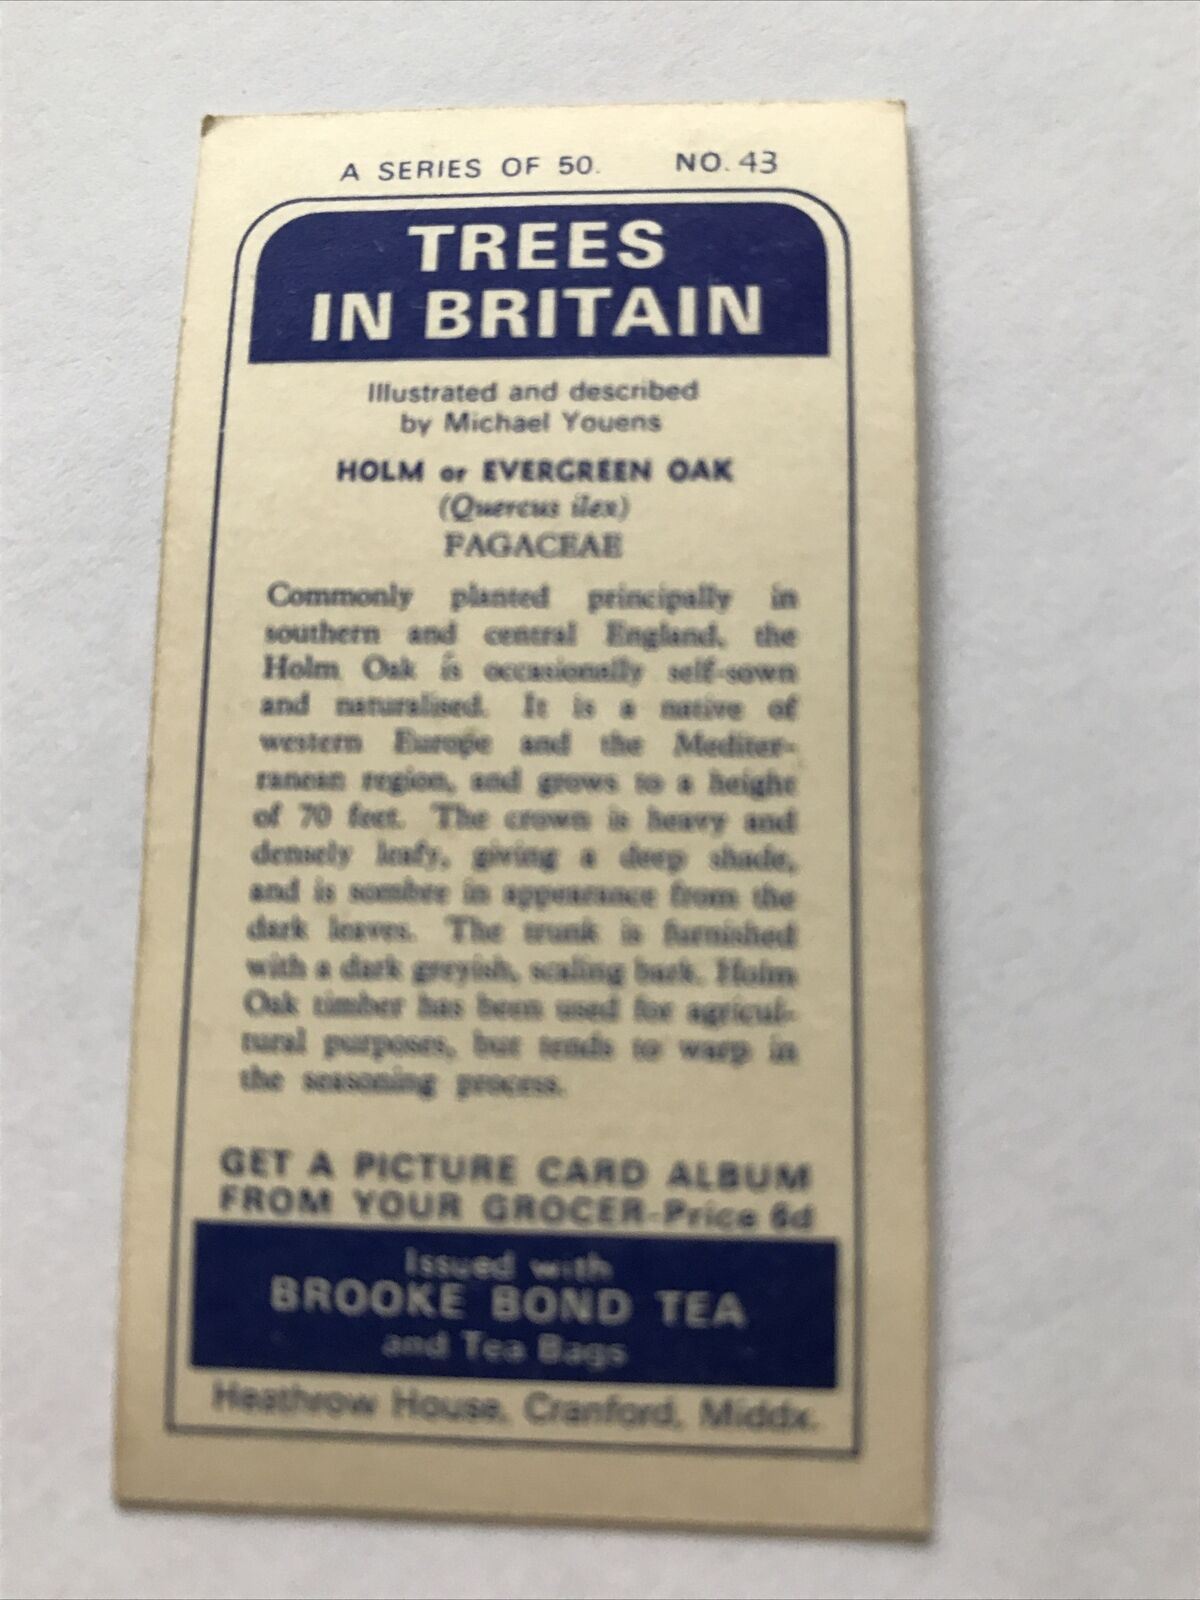 A SERIES OF 50. NO. 43
TREES
IN BRITAIN
Illustrated and described
by Michael Youens
HOLM or EVERGREEN OAK
(Quercus ilex)
FAGACEAE
Commonly planted principally in
southern and central England, the
Holm Oak is occasionally self-sown
and naturalised. It is a native of
western Europe and the Mediter-
ranean region, and grows to a height
of 70 feet. The crown is heavy and
densely leafy, giving a deep shade,
and is sombre in appearance from the
dark leaves. The trunk is furnished
with a dark greyish, scaling bark. Holm
Oak timber has been used for agricul-
tural purposes, but tends to warp in
the seasoning process.
GET A PICTURE CARD ALBUM
FROM YOUR GROCER-Price 6d
Issued with
BROOKE BOND TEA
and Tea Bags
Heathrow House, Cranford, Middx.